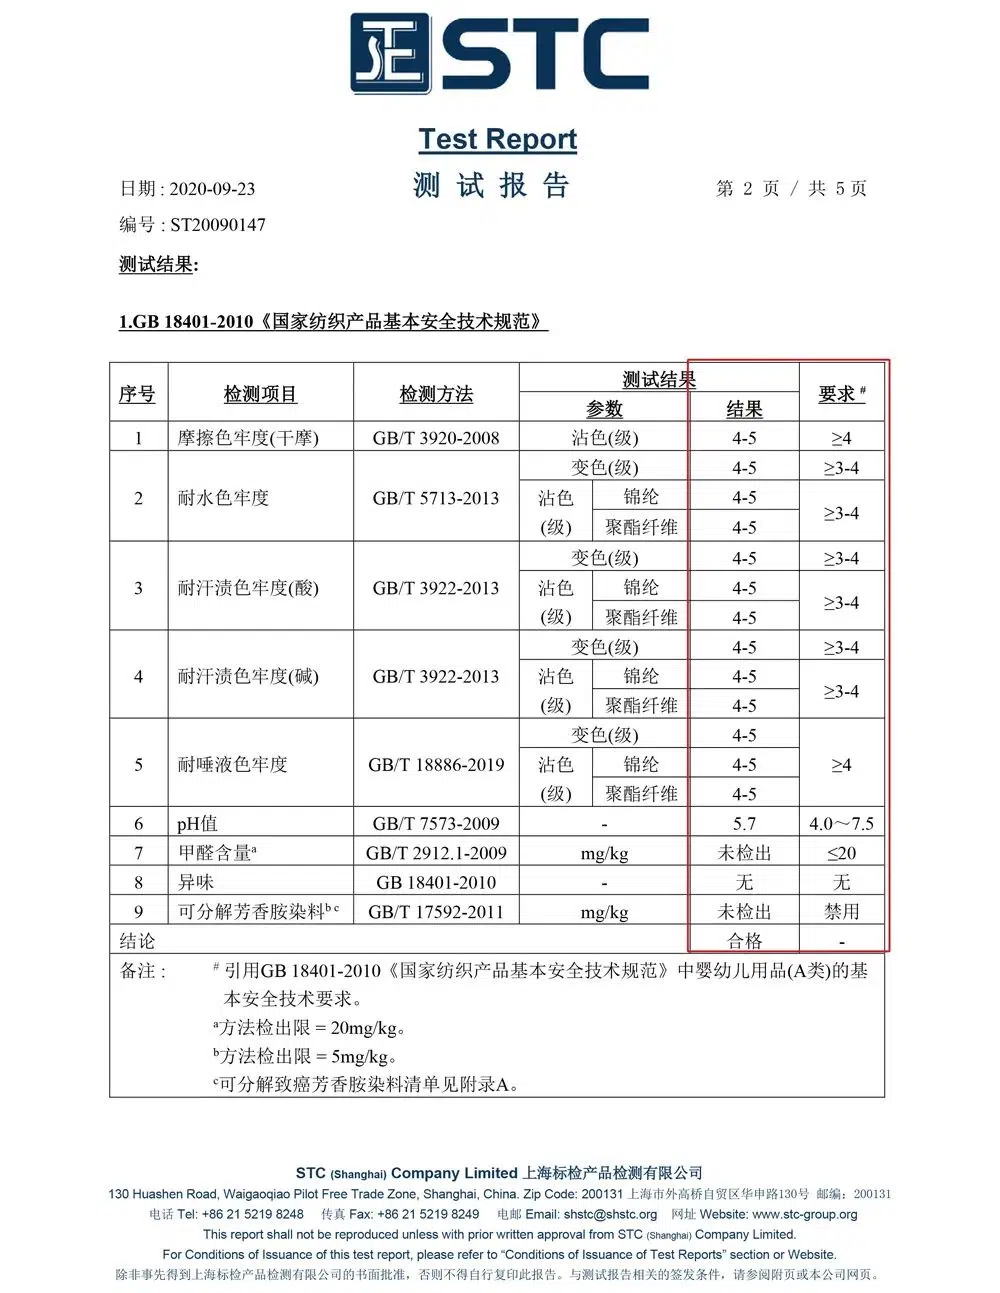 STC
Test Report
测 试 报 告
日期 : 2020-09-23
第 2 页 / 共 5页
编号 : ST20090147
测试结果:
1.GB 18401-2010《国家纺织产品基本安全技术规范》
序号 检测项目 检测方法 测试结果 要求 #
参数 结果
1 摩擦色牢度(干摩) GB/T 3920-2008 沾色(级) 4-5 ≥4
2 耐水色牢度 GB/T 5713-2013 变色(级) 4-5 ≥3-4
沾色(级) 锦纶 4-5 ≥3-4
聚酯纤维 4-5
3 耐汗渍色牢度(酸) GB/T 3922-2013 变色(级) 4-5 ≥3-4
沾色(级) 锦纶 4-5 ≥3-4
聚酯纤维 4-5
4 耐汗渍色牢度(碱) GB/T 3922-2013 变色(级) 4-5 ≥3-4
沾色(级) 锦纶 4-5 ≥3-4
聚酯纤维 4-5
5 耐唾液色牢度 GB/T 18886-2019 变色(级) 4-5 ≥4
沾色(级) 锦纶 4-5
聚酯纤维 4-5
6 pH值 GB/T 7573-2009 - 5.7 4.0～7.5
7 甲醛含量a GB/T 2912.1-2009 mg/kg 未检出 ≤20
8 异味 GB 18401-2010 - 无 无
9 可分解芳香胺染料b c GB/T 17592-2011 mg/kg 未检出 禁用
结论 合格 -
备注 : # 引用GB 18401-2010《国家纺织产品基本安全技术规范》中婴幼儿用品(A类)的基
本安全技术要求。
a方法检出限 = 20mg/kg。
b方法检出限 = 5mg/kg。
c可分解致癌芳香胺染料清单见附录A。
STC (Shanghai) Company Limited 上海标检产品检测有限公司
130 Huashen Road, Waigaoqiao Pilot Free Trade Zone, Shanghai, China. Zip Code: 200131 上海市外高桥自贸区华申路130号 邮编：200131
电话 Tel: +86 21 5219 8248 传真 Fax: +86 21 5219 8249 电邮 Email: shstc@shstc.org 网址 Website: www.stc-group.org
This report shall not be reproduced unless with prior written approval from STC (Shanghai) Company Limited.
For Conditions of Issuance of this test report, please refer to “Conditions of Issuance of Test Reports” section or Website.
除非事先得到上海标检产品检测有限公司的书面批准，否则不得自行复印此报告。与测试报告相关的签发条件，请参阅附页或本公司网页。